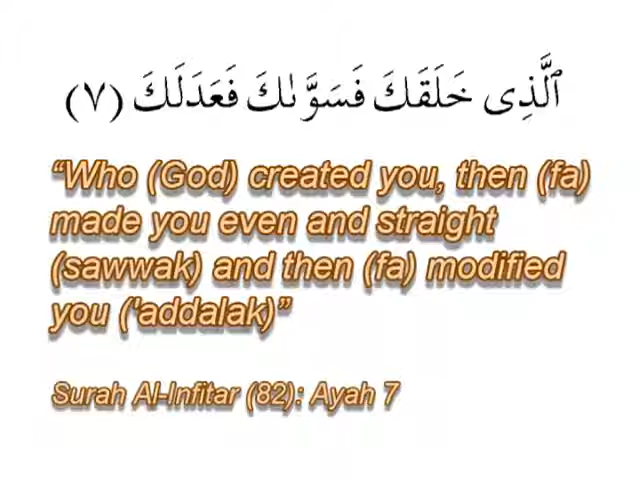 ٱلَّذِى خَلَقَكَ فَسَوَّىٰكَ فَعَدَلَكَ (٧)
“Who (God) created you, then (fa)
made you even and straight
(sawwak) and then (fa) modified
you (‘addalak)”
Surah Al-Infitar (82): Ayah 7